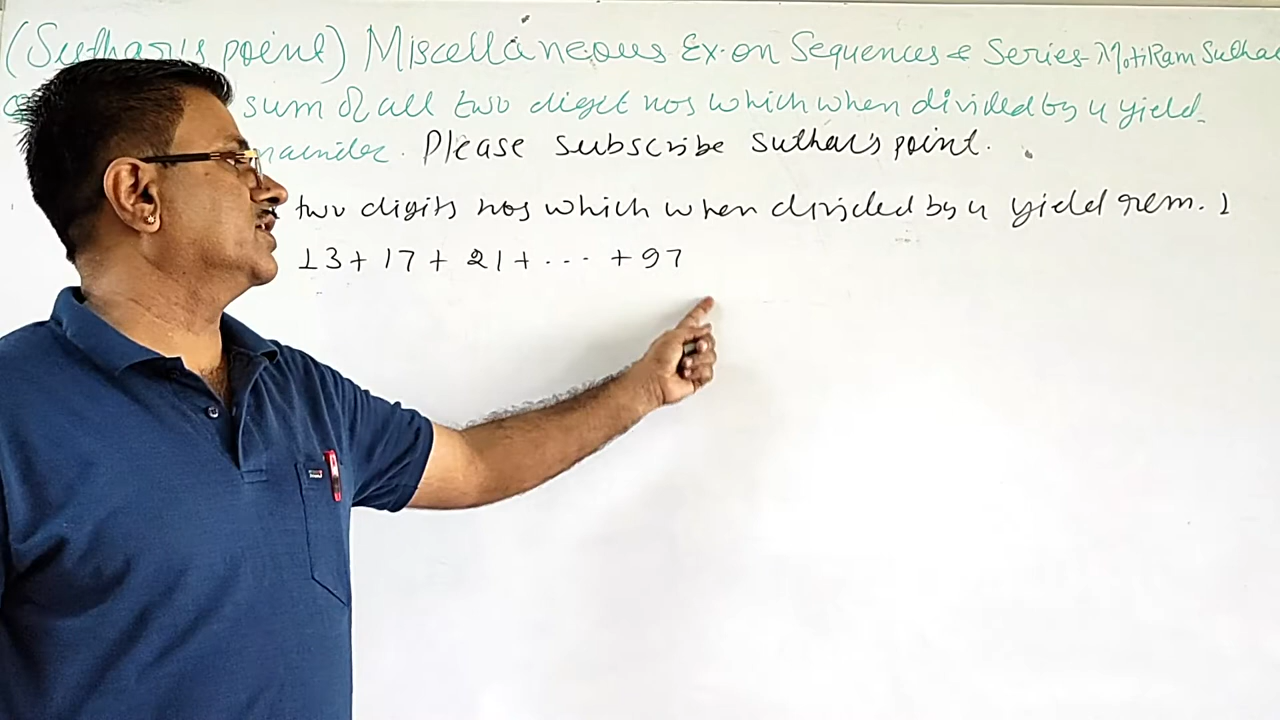 (Suthar's point) Miscellaneous Ex. on Sequences & Series - MotiRam Suthar
sum of all two digit nos which when divided by 4 yield
Please subscribe Suthar's point.
two digits nos which when divided by 4 yield rem. 1
13 + 17 + 21 + ... + 97